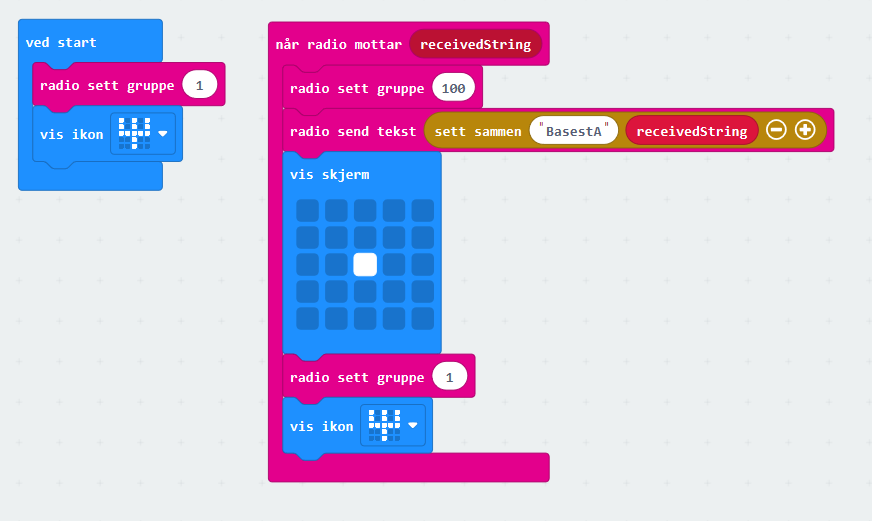 ved start
radio sett gruppe 1
vis ikon
når radio mottar receivedString
radio sett gruppe 100
radio send tekst sett sammen "BasestA" receivedString
vis skjerm
radio sett gruppe 1
vis ikon